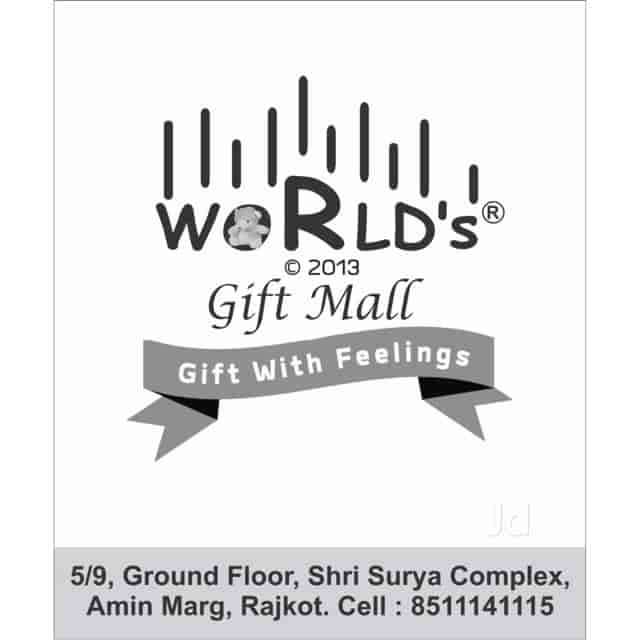 WORLD's®
© 2013
Gift Mall
Gift With Feelings
Jd
5/9, Ground Floor, Shri Surya Complex,
Amin Marg, Rajkot. Cell : 8511141115